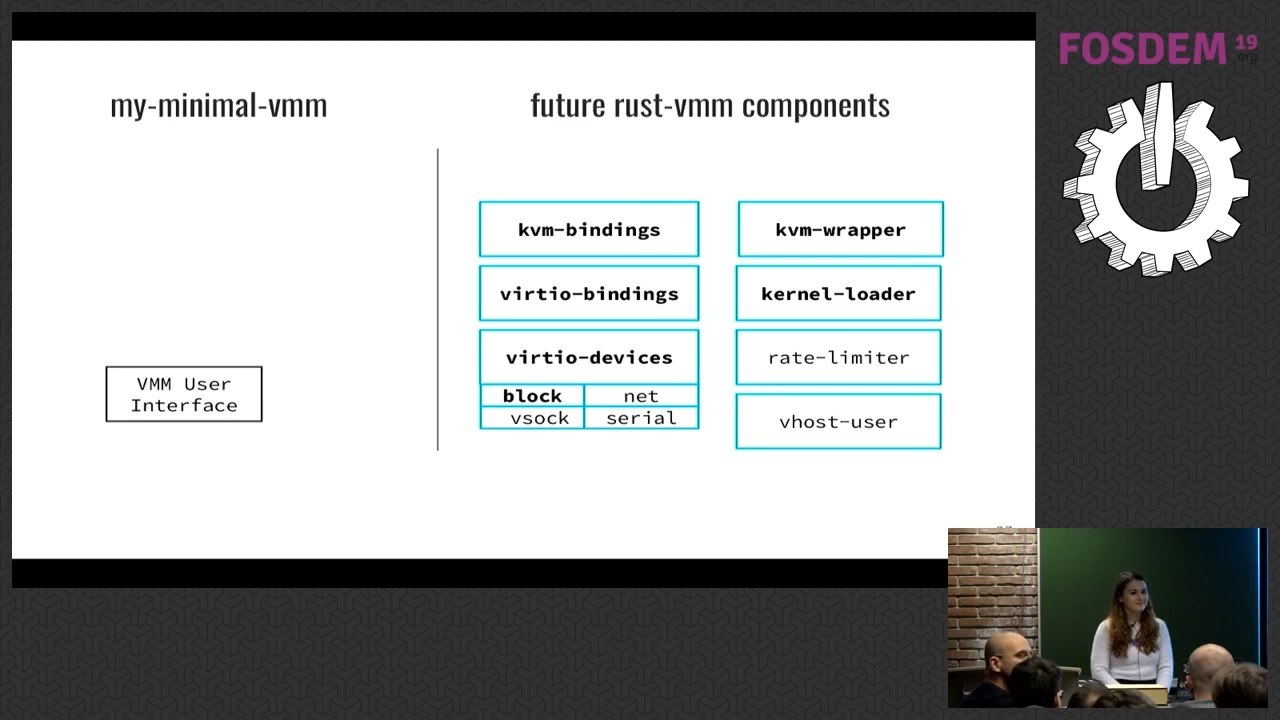 my-minimal-vmm
future rust-vmm components
VMM User
Interface
kvm-bindings
kvm-wrapper
virtio-bindings
kernel-loader
virtio-devices
rate-limiter
block
net
vsock
serial
vhost-user
FOSDEM 19
.org